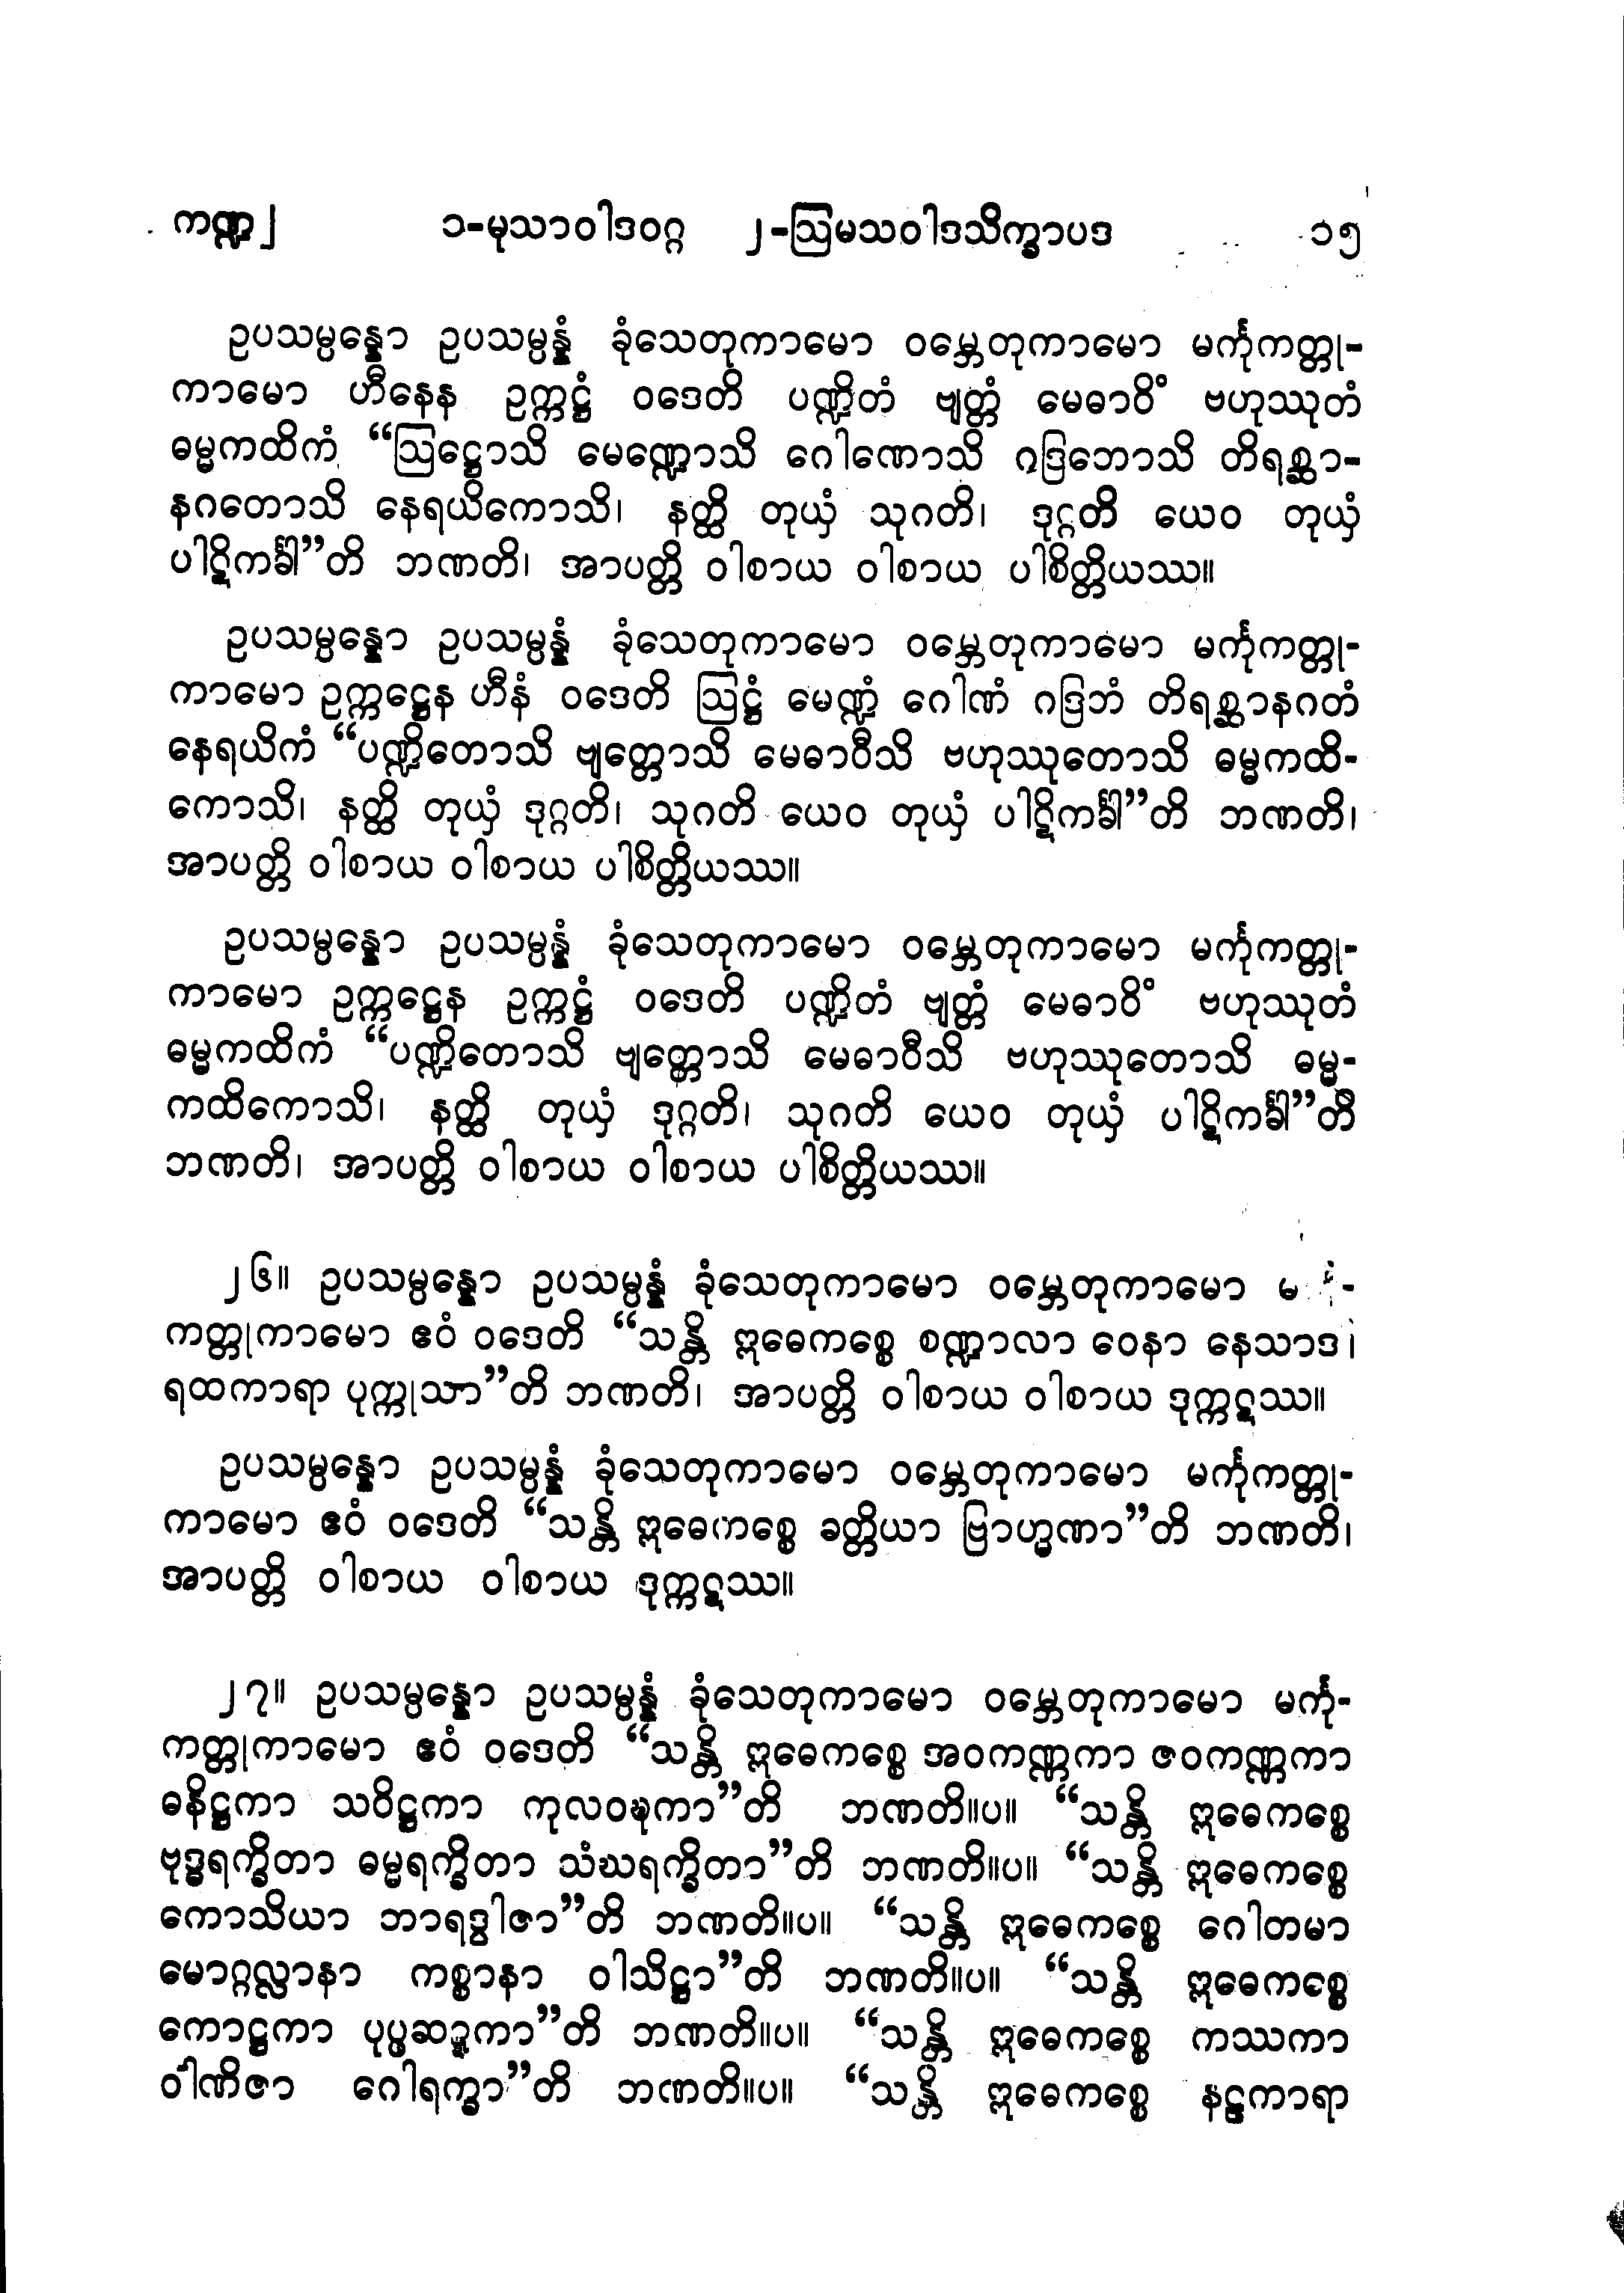 ကဏ္ဍ၂ ၁-မုသာဝါဒဝဂ္ဂ ၂-ဩမသဝါဒသိက္ခာပဒ ၁၅
ဥပသမ္ပန္နော ဥပသမ္ပန္နံ ခုံသေတုကာမော ဝမ္ဘေတုကာမော မင်္ကုကတ္တု-
ကာမော ဟီနေန ဥက္ကဋ္ဌံ ဝဒေတိ ပဏ္ဍိတံ ဗျတ္တံ မေဓာဝိံ ဗဟုဿုတံ
ဓမ္မကထိကံ “ဩဋ္ဌောသိ မေဏ္ဍောသိ ဂေါဏောသိ ဂဒြဘောသိ တိရစ္ဆာ-
နဂတောသိ နေရယိကောသိ၊ နတ္ထိ တုယှံ သုဂတိ၊ ဒုဂ္ဂတိ ယေဝ တုယှံ
ပါဋိကင်္ခါ”တိ ဘဏတိ၊ အာပတ္တိ ဝါစာယ ဝါစာယ ပါစိတ္တိယဿ။
ဥပသမ္ပန္နော ဥပသမ္ပန္နံ ခုံသေတုကာမော ဝမ္ဘေတုကာမော မင်္ကုကတ္တု-
ကာမော ဥက္ကဋ္ဌေန ဟီနံ ဝဒေတိ ဩဋ္ဌံ မေဏ္ဍံ ဂေါဏံ ဂဒြဘံ တိရစ္ဆာနဂတံ
နေရယိကံ “ပဏ္ဍိတောသိ ဗျတ္တောသိ မေဓာဝီသိ ဗဟုဿုတောသိ ဓမ္မကထိ-
ကောသိ၊ နတ္ထိ တုယှံ ဒုဂ္ဂတိ၊ သုဂတိ ယေဝ တုယှံ ပါဋိကင်္ခါ”တိ ဘဏတိ၊
အာပတ္တိ ဝါစာယ ဝါစာယ ပါစိတ္တိယဿ။
ဥပသမ္ပန္နော ဥပသမ္ပန္နံ ခုံသေတုကာမော ဝမ္ဘေတုကာမော မင်္ကုကတ္တု-
ကာမော ဥက္ကဋ္ဌေန ဥက္ကဋ္ဌံ ဝဒေတိ ပဏ္ဍိတံ ဗျတ္တံ မေဓာဝိံ ဗဟုဿုတံ
ဓမ္မကထိကံ “ပဏ္ဍိတောသိ ဗျတ္တောသိ မေဓာဝီသိ ဗဟုဿုတောသိ ဓမ္မ-
ကထိကောသိ၊ နတ္ထိ တုယှံ ဒုဂ္ဂတိ၊ သုဂတိ ယေဝ တုယှံ ပါဋိကင်္ခါ”တိ
ဘဏတိ၊ အာပတ္တိ ဝါစာယ ဝါစာယ ပါစိတ္တိယဿ။
၂၆။ ဥပသမ္ပန္နော ဥပသမ္ပန္နံ ခုံသေတုကာမော ဝမ္ဘေတုကာမော
ကတ္တုကာမော ဧဝံ ဝဒေတိ “သန္တိ ဣဓေကစ္စေ စဏ္ဍာလာ ဝေနာ နေသာဒါ
ရထကာရာ ပုက္ကုသာ”တိ ဘဏတိ၊ အာပတ္တိ ဝါစာယ ဝါစာယ ဒုက္ကဋဿ။
ဥပသမ္ပန္နော ဥပသမ္ပန္နံ ခုံသေတုကာမော ဝမ္ဘေတုကာမော မင်္ကုကတ္တု-
ကာမော ဧဝံ ဝဒေတိ “သန္တိ ဣဓေကစ္စေ ခတ္တိယာ ဗြာဟ္မဏာ”တိ ဘဏတိ၊
အာပတ္တိ ဝါစာယ ဝါစာယ ဒုက္ကဋဿ။
၂၇။ ဥပသမ္ပန္နော ဥပသမ္ပန္နံ ခုံသေတုကာမော ဝမ္ဘေတုကာမော မင်္ကု-
ကတ္တုကာမော ဧဝံ ဝဒေတိ “သန္တိ ဣဓေကစ္စေ အဝကဏ္ဏကာ ဇဝကဏ္ဏကာ
ဓနိဋ္ဌကာ သဝိဋ္ဌကာ ကုလဝဍ္ဎကာ”တိ ဘဏတိ။ပ။ “သန္တိ ဣဓေကစ္စေ
ဗုဒ္ဓရက္ခိတာ ဓမ္မရက္ခိတာ သံဃရက္ခိတာ”တိ ဘဏတိ။ပ။ “သန္တိ ဣဓေကစ္စေ
ကောသိယာ ဘာရဒွါဇာ”တိ ဘဏတိ။ပ။ “သန္တိ ဣဓေကစ္စေ ဂေါတမာ
မောဂ္ဂလ္လာနာ ကစ္စာနာ ဝါသိဋ္ဌာ”တိ ဘဏတိ။ပ။ “သန္တိ ဣဓေကစ္စေ
ကောဋ္ဌကာ ပုပ္ဖဆဍ္ဍကာ”တိ ဘဏတိ။ပ။ “သန္တိ ဣဓေကစ္စေ ကဿကာ
ဝါဏိဇာ ဂေါရက္ခာ”တိ ဘဏတိ။ပ။ “သန္တိ ဣဓေကစ္စေ နဠကာရာ